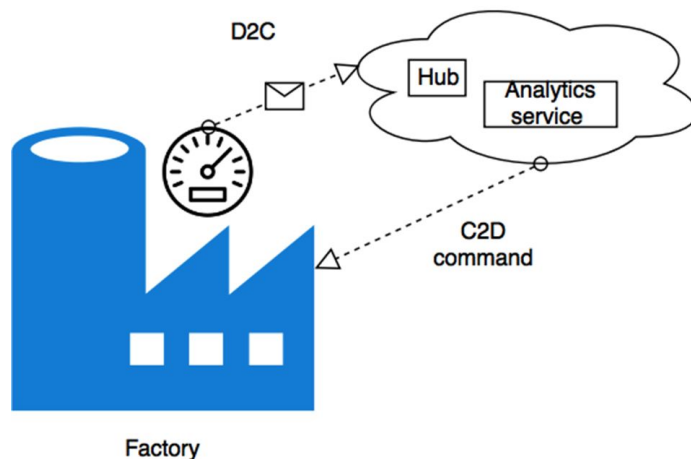 D2C
Hub
Analytics
service
C2D
command
Factory